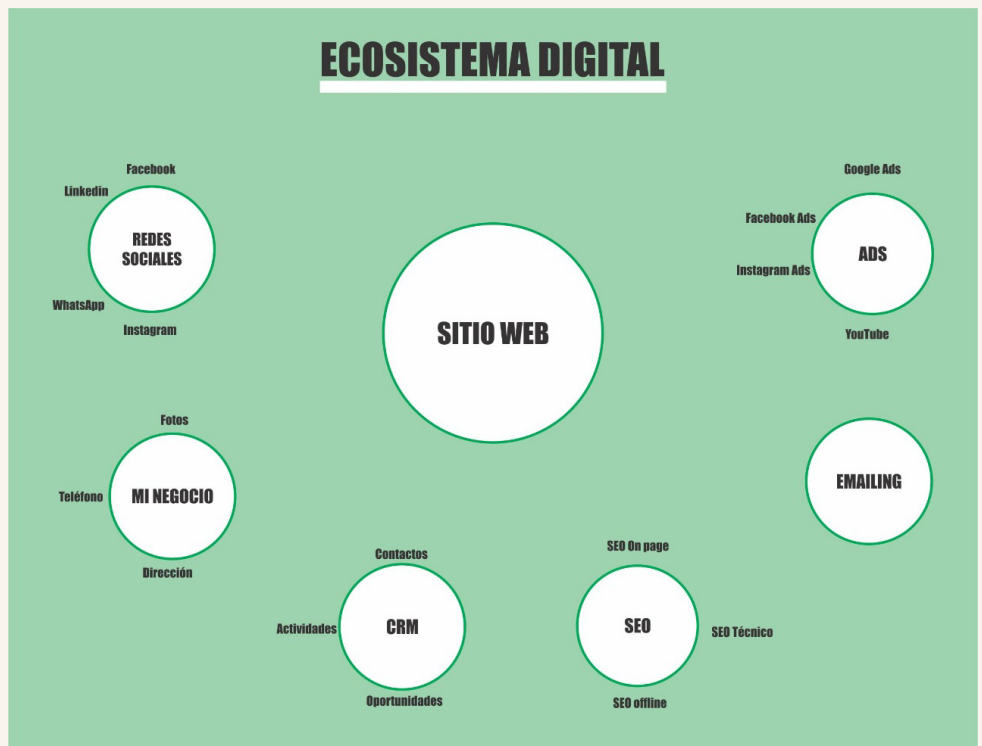 ECOSISTEMA DIGITAL
Facebook
Linkedin
REDES
SOCIALES
WhatsApp
Instagram
Google Ads
Facebook Ads
Instagram Ads
ADS
YouTube
SITIO WEB
Fotos
Teléfono
MI NEGOCIO
Dirección
EMAILING
Contactos
Actividades
CRM
Oportunidades
SEO On page
SEO
SEO Técnico
SEO offline